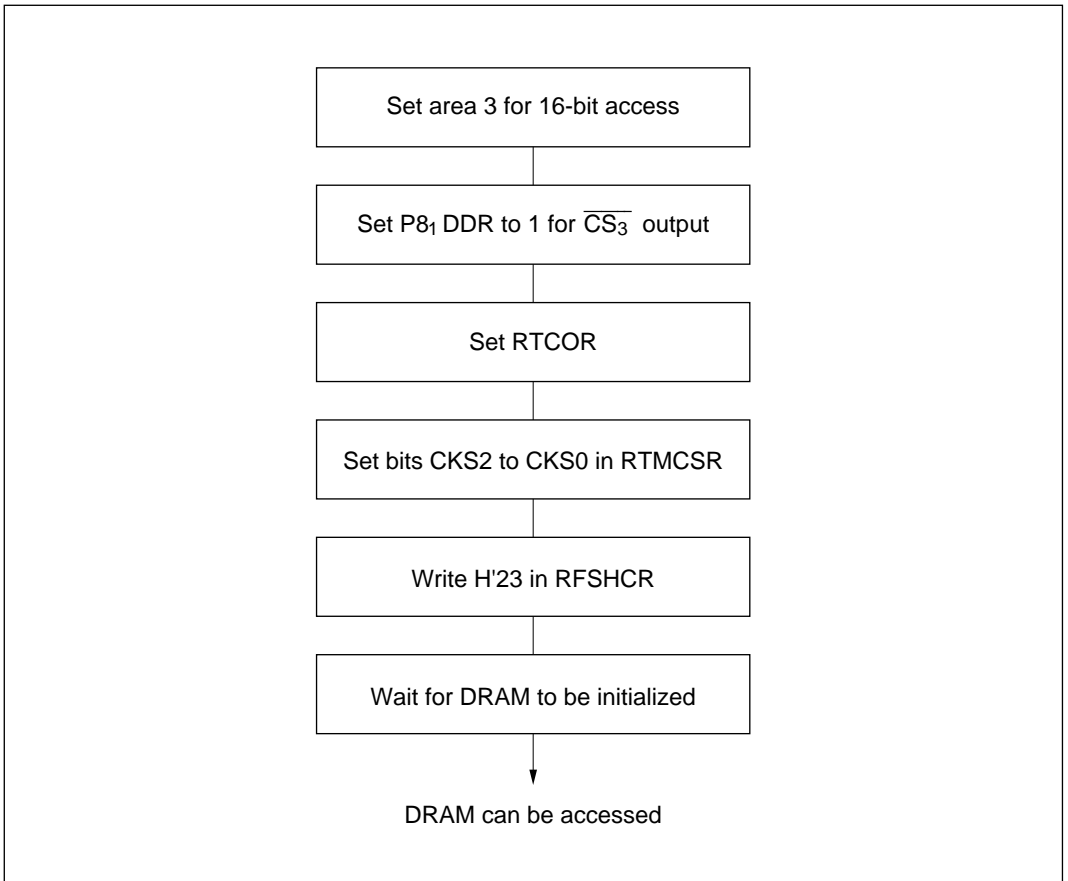 Set area 3 for 16-bit access
Set P8₁ DDR to 1 for C̅S̅₃̅ output
Set RTCOR
Set bits CKS2 to CKS0 in RTMCSR
Write H'23 in RFSHCR
Wait for DRAM to be initialized
DRAM can be accessed